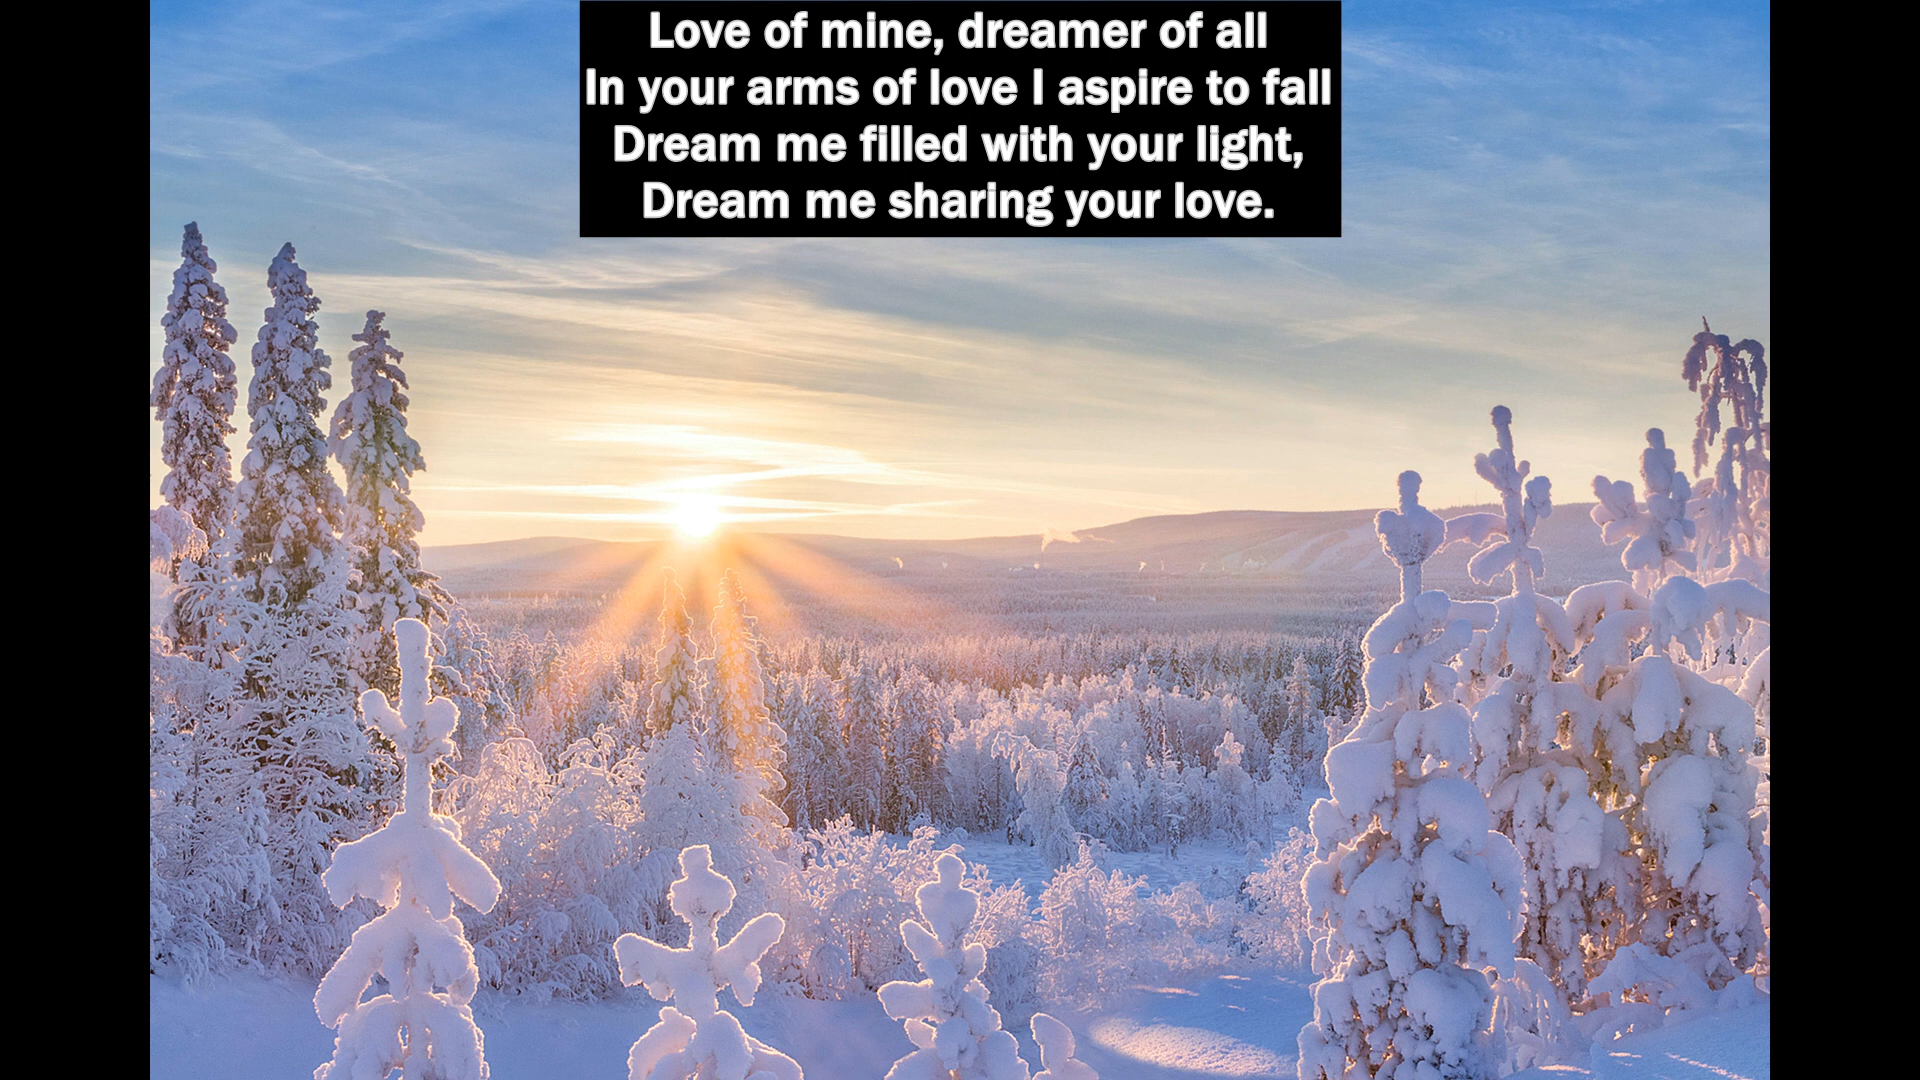 Love of mine, dreamer of all
In your arms of love I aspire to fall
Dream me filled with your light,
Dream me sharing your love.